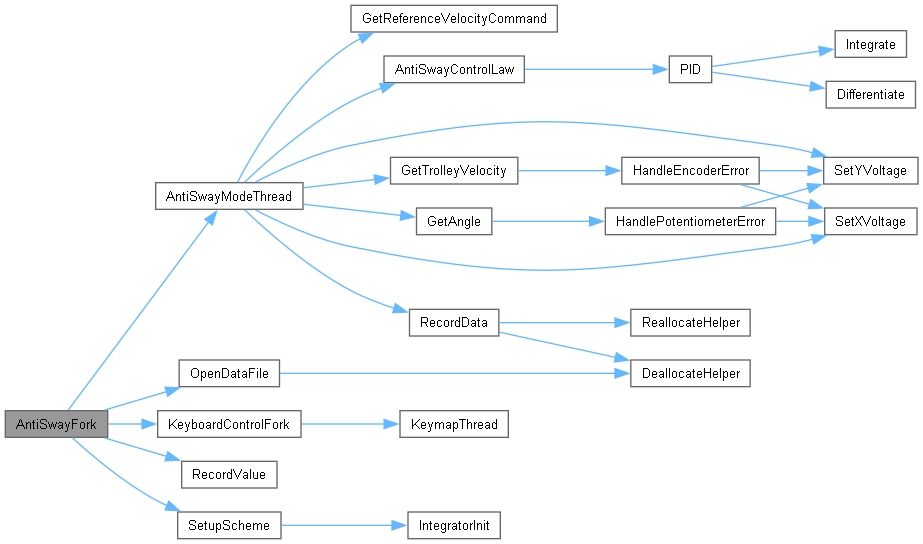 GetReferenceVelocityCommand
Integrate
AntiSwayControlLaw
PID
Differentiate
GetTrolleyVelocity
HandleEncoderError
SetYVoltage
AntiSwayModeThread
GetAngle
HandlePotentiometerError
SetXVoltage
RecordData
ReallocateHelper
OpenDataFile
DeallocateHelper
AntiSwayFork
KeyboardControlFork
KeymapThread
RecordValue
SetupScheme
IntegratorInit